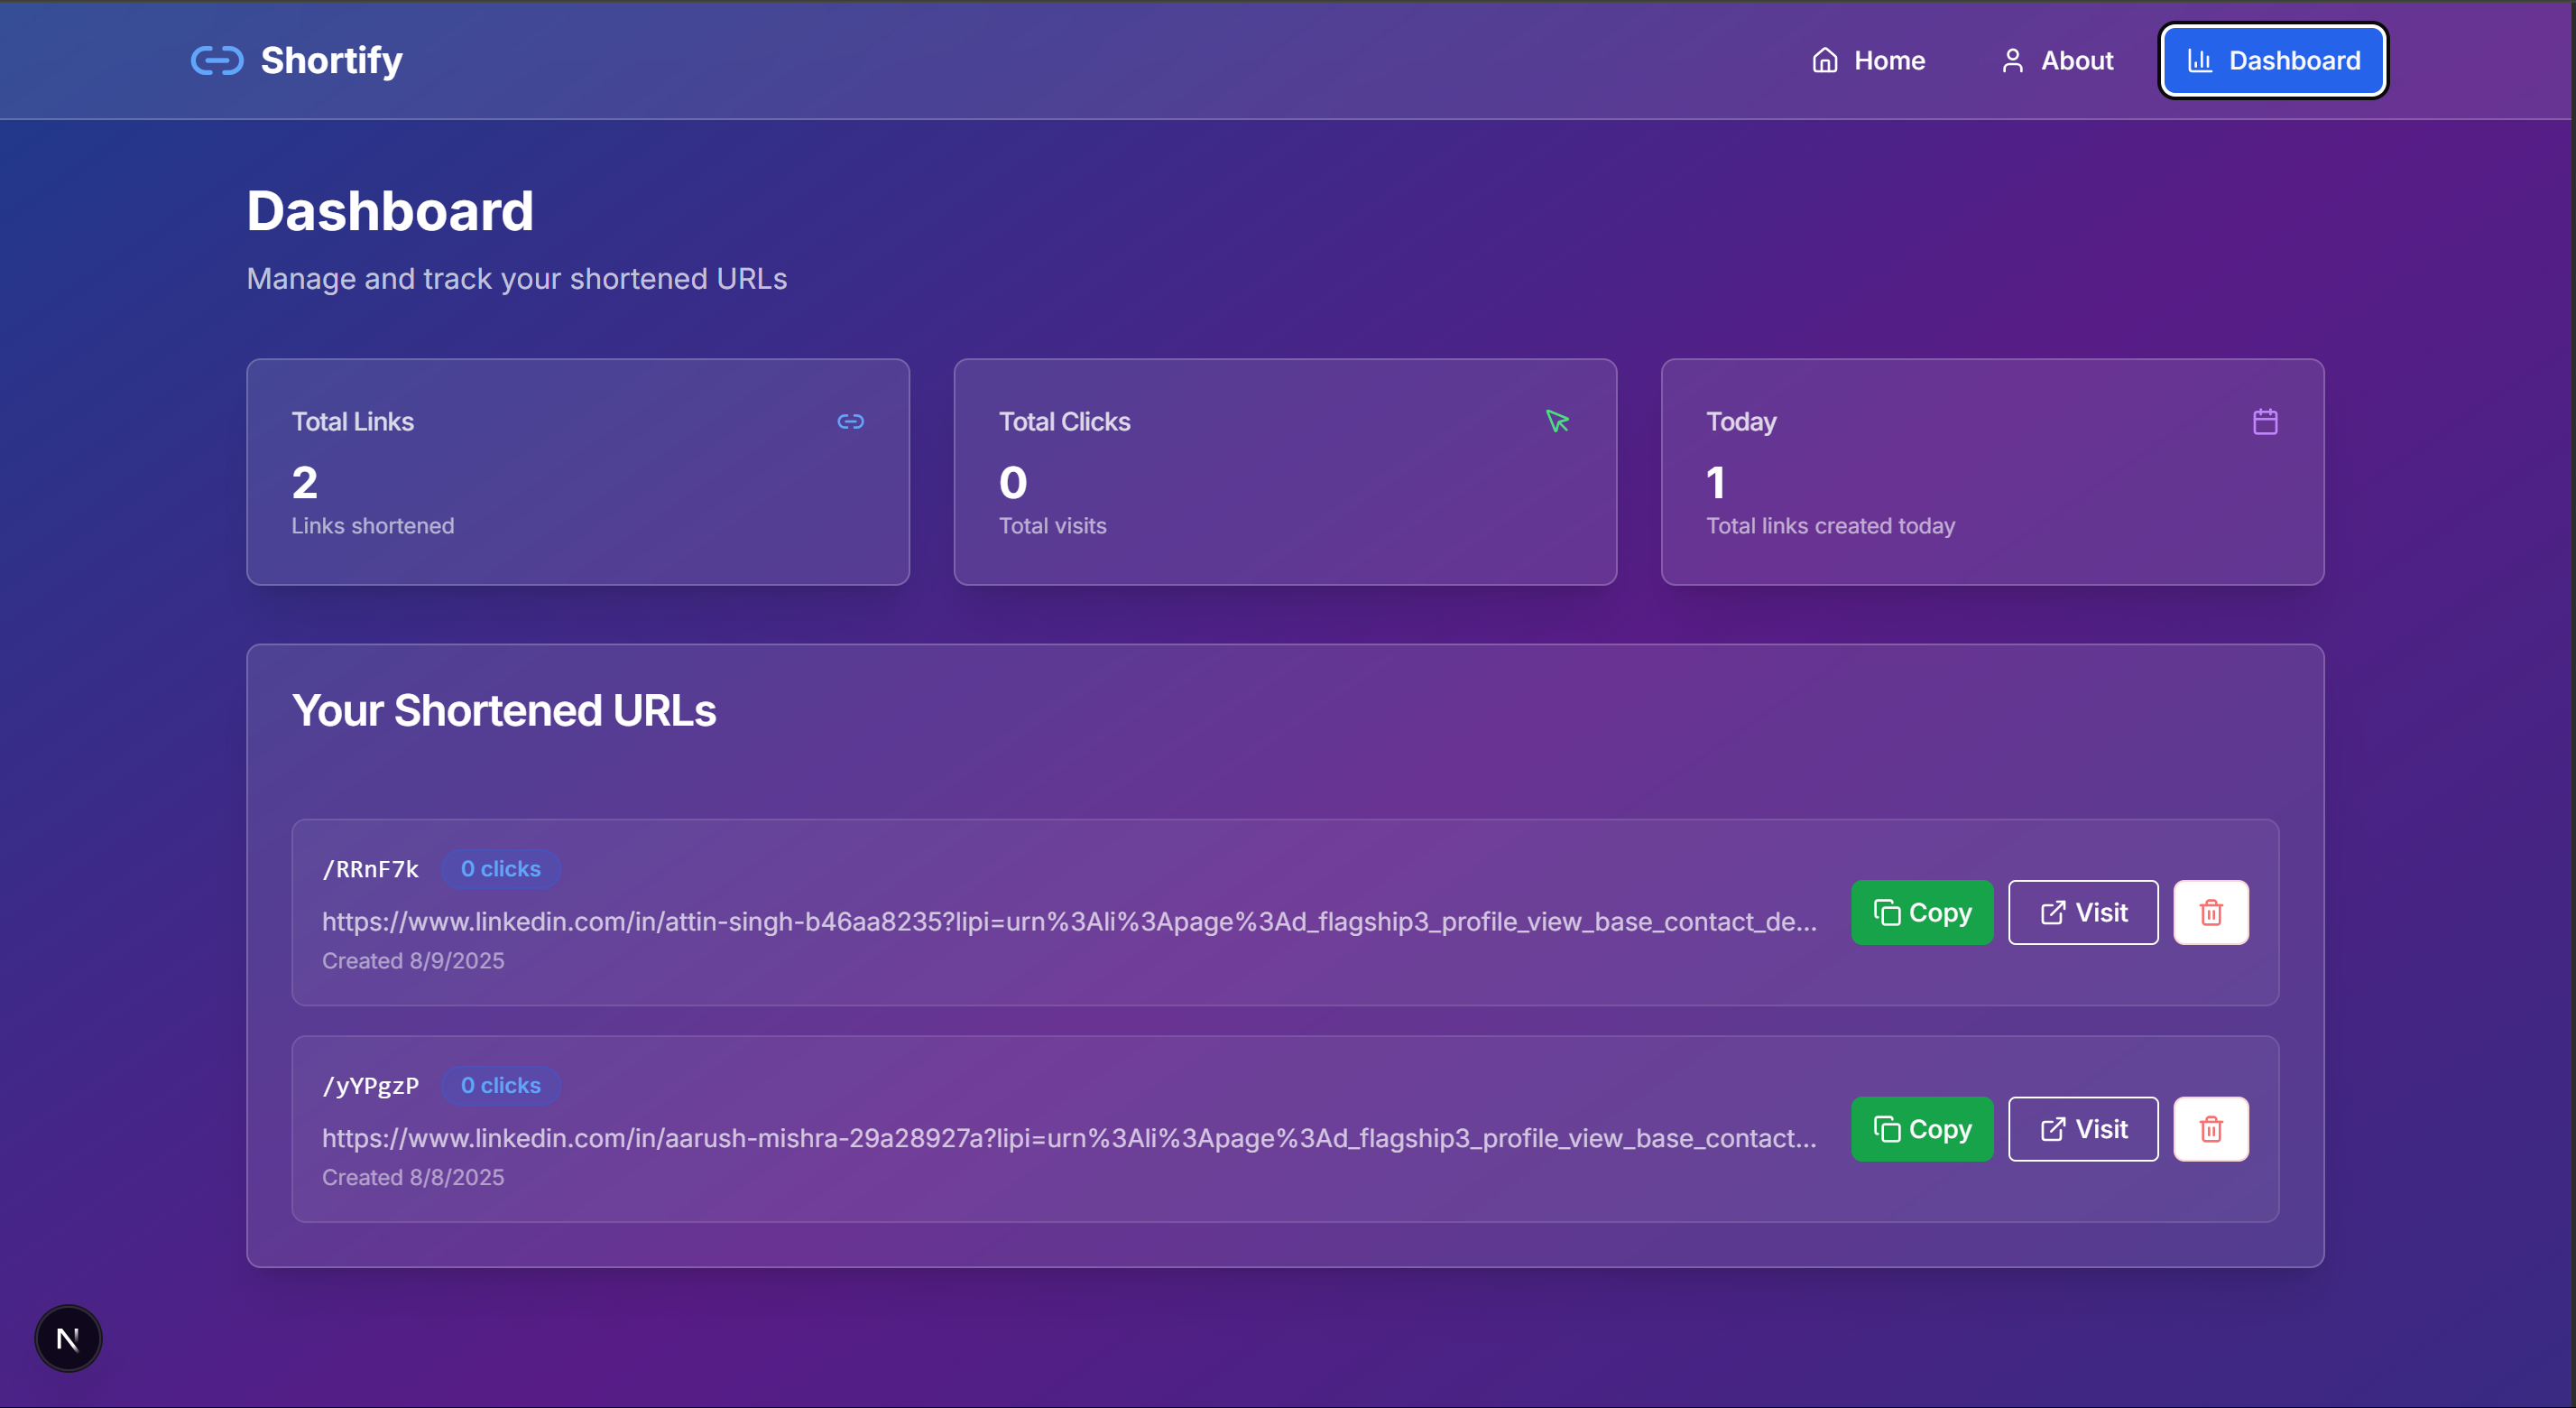 Shortify
Home
About
Dashboard
Dashboard
Manage and track your shortened URLs
Total Links
2
Links shortened
Total Clicks
0
Total visits
Today
1
Total links created today
Your Shortened URLs
/RRnF7k 0 clicks
https://www.linkedin.com/in/attin-singh-b46aa8235?lipi=urn%3Ali%3Apage%3Ad_flagship3_profile_view_base_contact_de...
Created 8/9/2025
Copy
Visit
/yYPgzP 0 clicks
https://www.linkedin.com/in/aarush-mishra-29a28927a?lipi=urn%3Ali%3Apage%3Ad_flagship3_profile_view_base_contact...
Created 8/8/2025
Copy
Visit
N